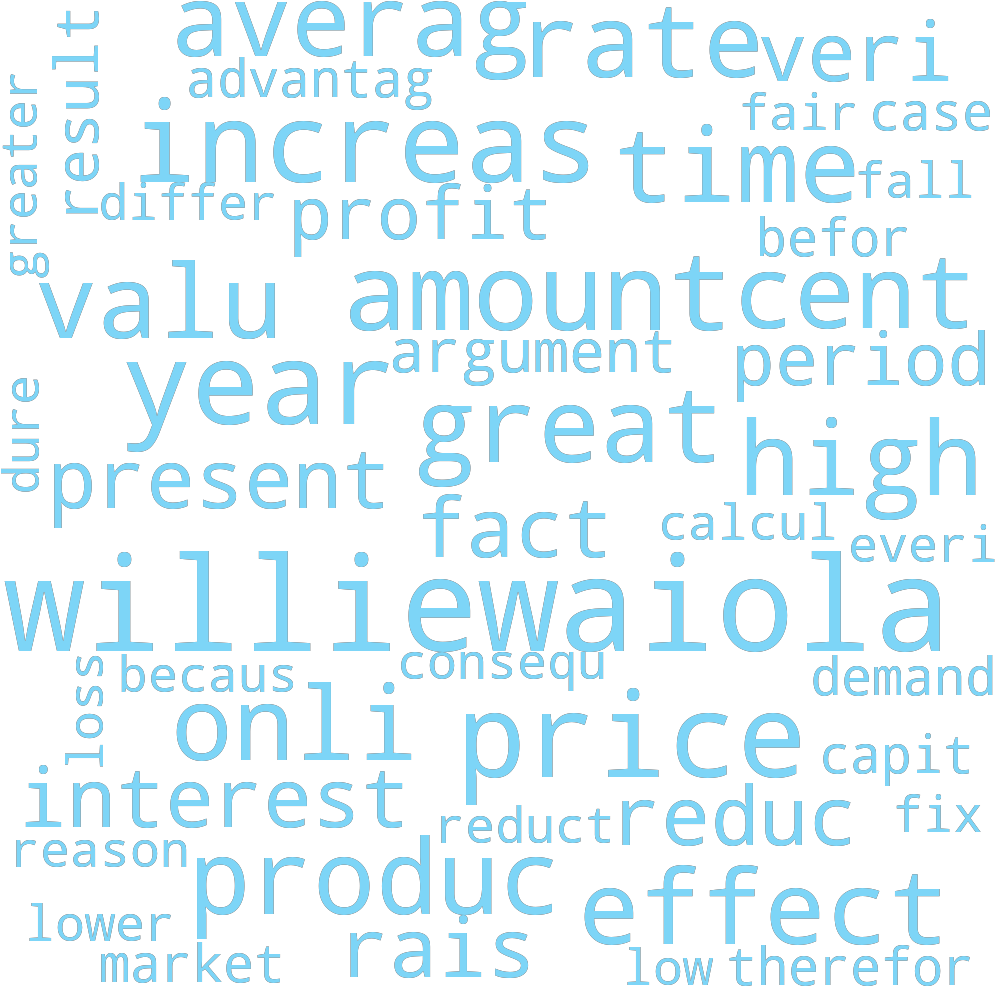 averag
rate
veri
result
advantag
greater
fair
case
increas
time
fall
differ
profit
befor
valu
amount
cent
argument
period
year
dure
great
high
present
fact
calcul
everi
williewaiola
becaus
consequ
demand
loss
onli
price
capit
interest
reduct
reduc
fix
reason
produc
effect
lower
rais
market
low
therefor